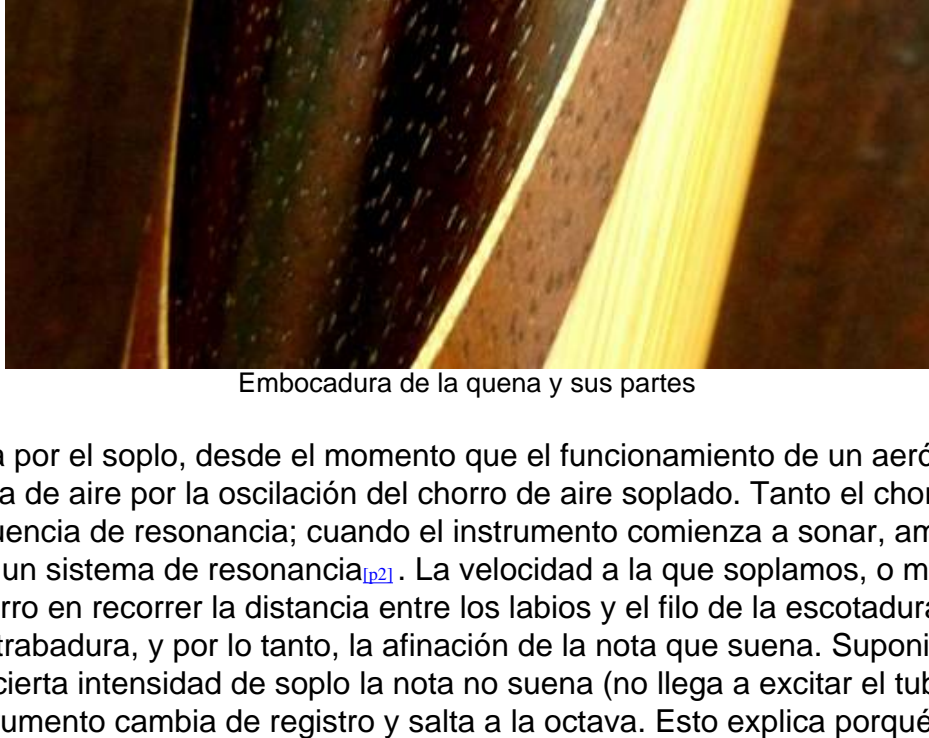 Embocadura de la quena y sus partes
a por el soplo, desde el momento que el funcionamiento de un aeró
a de aire por la oscilación del chorro de aire soplado. Tanto el chor
uencia de resonancia; cuando el instrumento comienza a sonar, am
un sistema de resonancia[p2] . La velocidad a la que soplamos, o m
rro en recorrer la distancia entre los labios y el filo de la escotadura
trabadura, y por lo tanto, la afinación de la nota que suena. Suponi
cierta intensidad de soplo la nota no suena (no llega a excitar el tub
umento cambia de registro y salta a la octava. Esto explica porqué